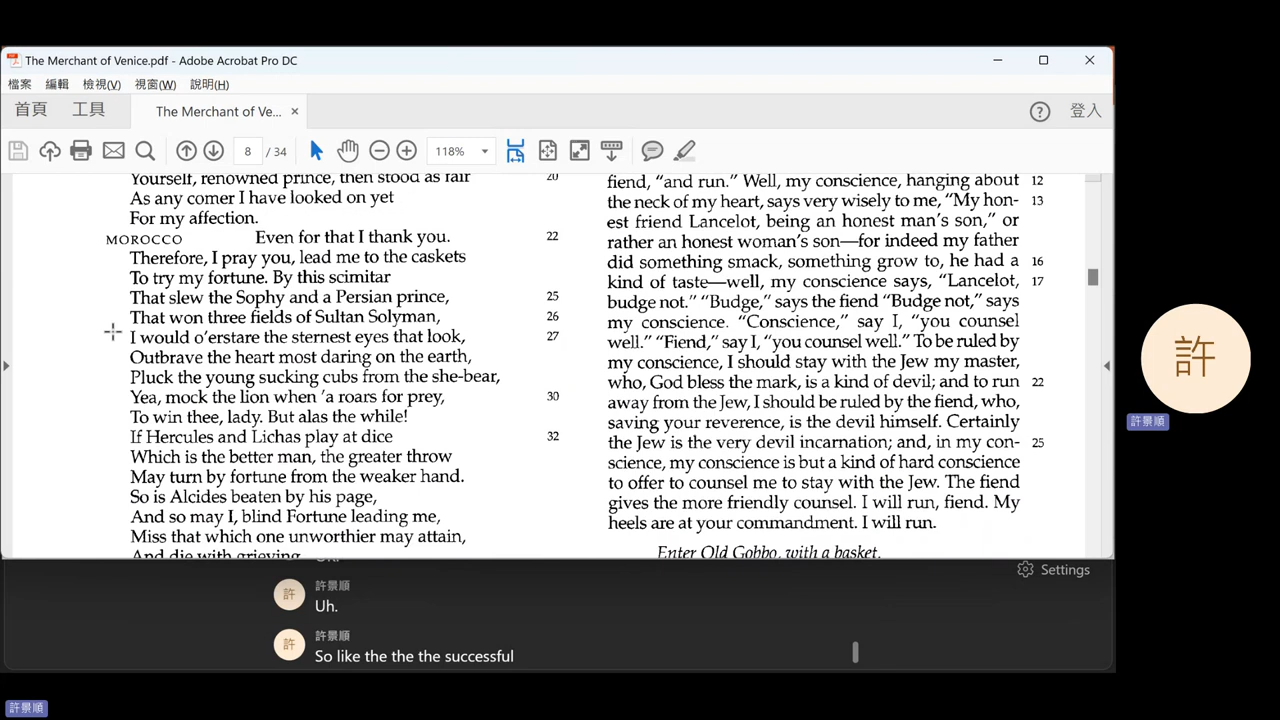 The Merchant of Venice.pdf - Adobe Acrobat Pro DC
檔案 編輯 檢視(V) 視窗(W) 說明(H)
首頁 工具 The Merchant of Ve... × 登入
8 / 34 118%
Yourself, renowned prince, then stood as fair 20
As any comer I have looked on yet
For my affection.
MOROCCO Even for that I thank you. 22
Therefore, I pray you, lead me to the caskets
To try my fortune. By this scimitar
That slew the Sophy and a Persian prince, 25
That won three fields of Sultan Solyman, 26
I would o'erstare the sternest eyes that look, 27
Outbrave the heart most daring on the earth,
Pluck the young sucking cubs from the she-bear,
Yea, mock the lion when 'a roars for prey, 30
To win thee, lady. But alas the while!
If Hercules and Lichas play at dice 32
Which is the better man, the greater throw
May turn by fortune from the weaker hand.
So is Alcides beaten by his page,
And so may I, blind Fortune leading me,
Miss that which one unworthier may attain,
And die with grieving.
fiend, “and run.” Well, my conscience, hanging about 12
the neck of my heart, says very wisely to me, “My hon- 13
est friend Lancelot, being an honest man's son,” or
rather an honest woman's son—for indeed my father
did something smack, something grow to, he had a 16
kind of taste—well, my conscience says, “Lancelot, 17
budge not.” “Budge,” says the fiend “Budge not,” says
my conscience. “Conscience,” say I, “you counsel
well.” “Fiend,” say I, “you counsel well.” To be ruled by
my conscience, I should stay with the Jew my master,
who, God bless the mark, is a kind of devil; and to run 22
away from the Jew, I should be ruled by the fiend, who,
saving your reverence, is the devil himself. Certainly
the Jew is the very devil incarnation; and, in my con- 25
science, my conscience is but a kind of hard conscience
to offer to counsel me to stay with the Jew. The fiend
gives the more friendly counsel. I will run, fiend. My
heels are at your commandment. I will run.
Enter Old Gobbo, with a basket.
Settings
許 許景順
Uh.
許 許景順
So like the the the successful
許
許景順
許景順